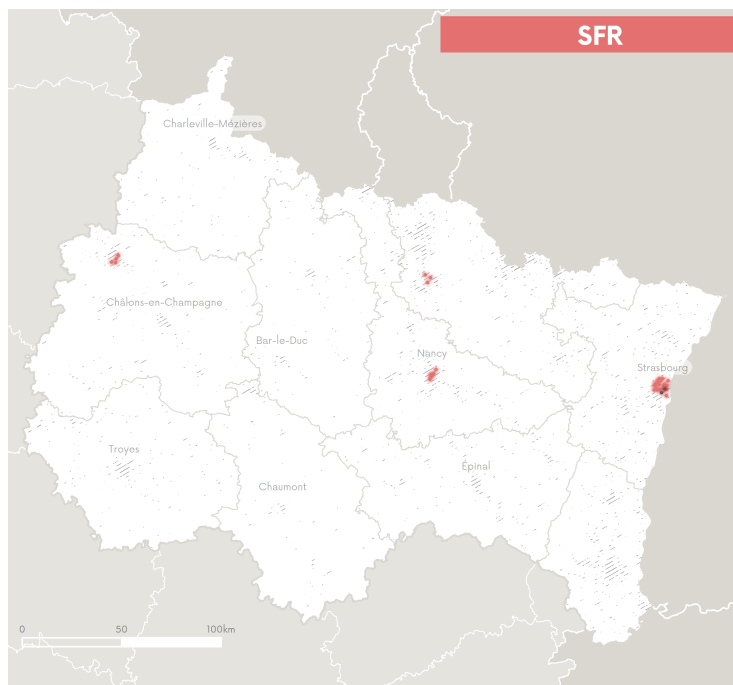 SFR
Charleville-Mézières
Châlons-en-Champagne
Bar-le-Duc
Nancy
Strasbourg
Troyes
Épinal
Chaumont
0 50 100km